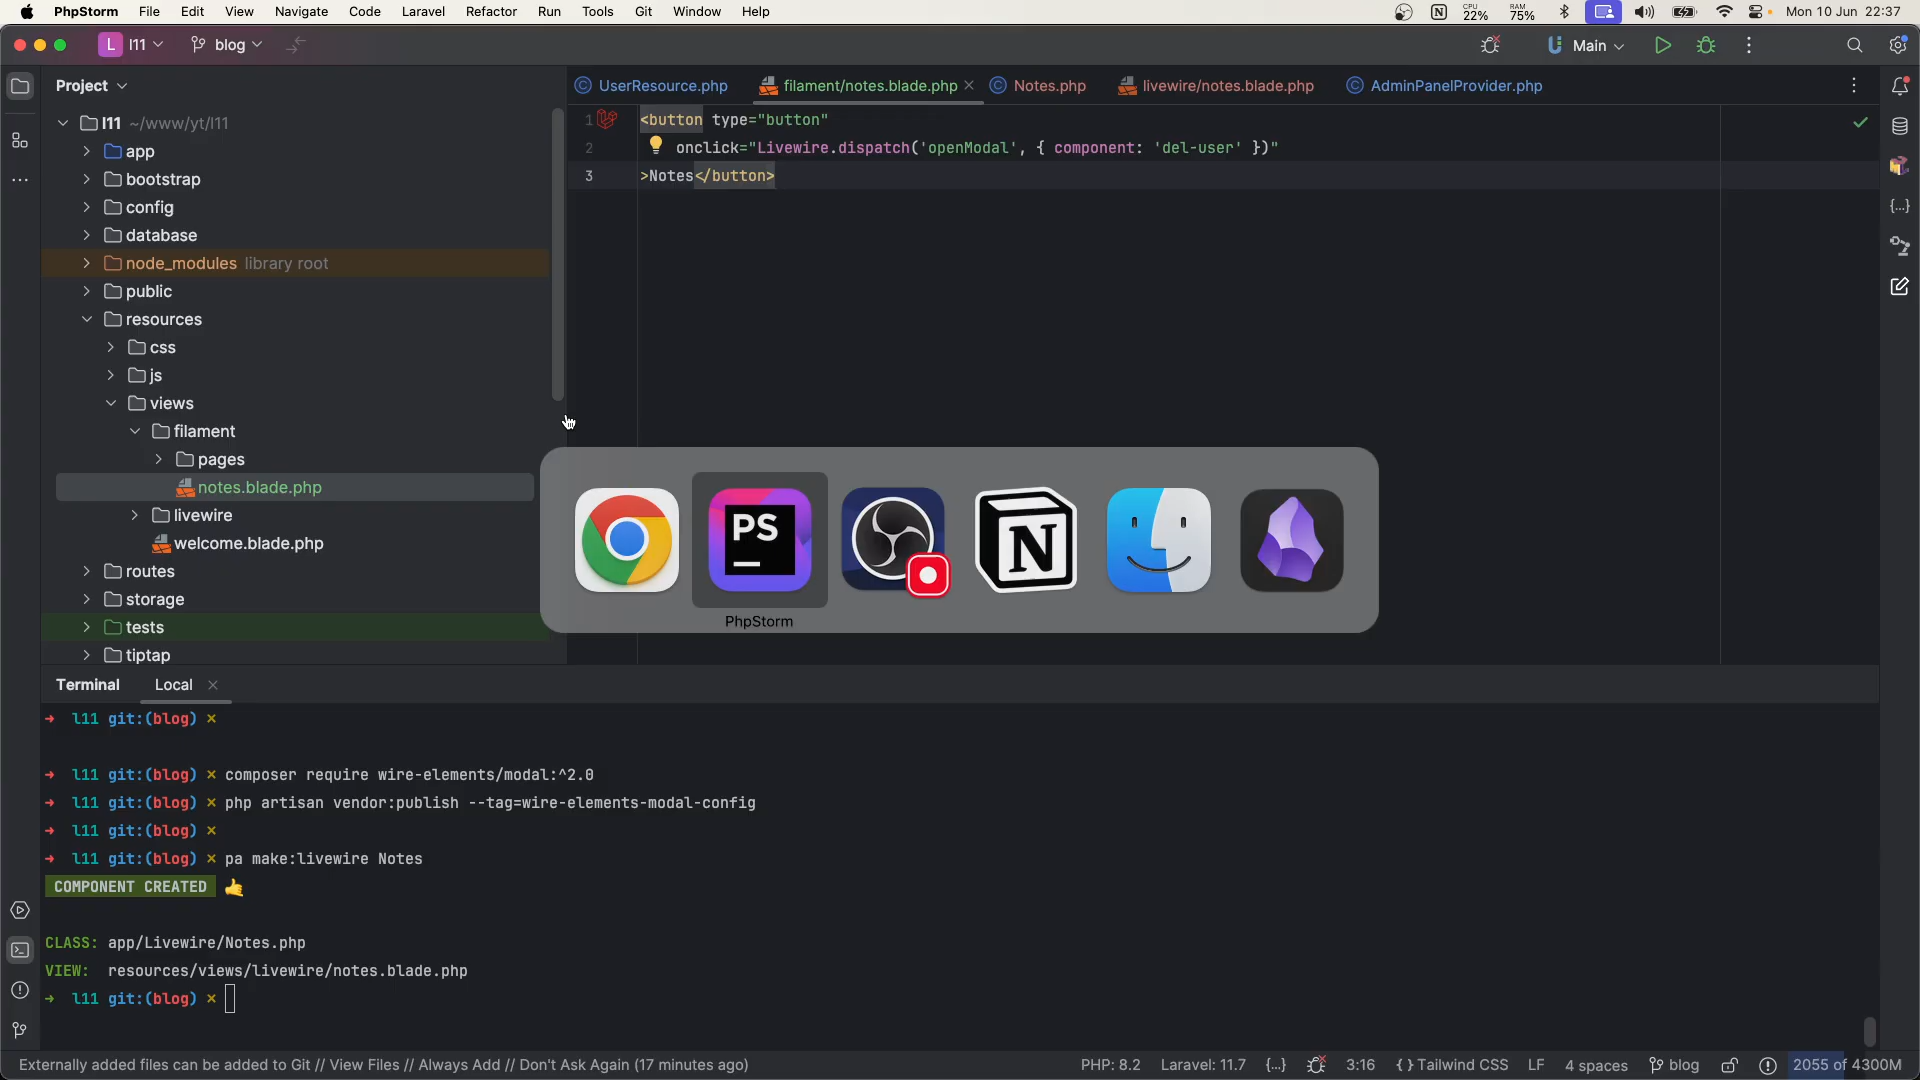 PhpStorm File Edit View Navigate Code Laravel Refactor Run Tools Git Window Help CPU 22% RAM 75% Mon 10 Jun 22:37
L l11 blog Main
Project
UserResource.php filament/notes.blade.php Notes.php livewire/notes.blade.php AdminPanelProvider.php
l11 ~/www/yt/l11
app
bootstrap
config
database
node_modules library root
public
resources
css
js
views
filament
pages
notes.blade.php
livewire
welcome.blade.php
routes
storage
tests
tiptap
1 <button type="button"
2 onclick="Livewire.dispatch('openModal', { component: 'del-user' })"
3 >Notes</button>
PS
N
PhpStorm
Terminal Local
→ l11 git:(blog) ×
→ l11 git:(blog) × composer require wire-elements/modal:^2.0
→ l11 git:(blog) × php artisan vendor:publish --tag=wire-elements-modal-config
→ l11 git:(blog) ×
→ l11 git:(blog) × pa make:livewire Notes
COMPONENT CREATED 🤙
CLASS: app/Livewire/Notes.php
VIEW: resources/views/livewire/notes.blade.php
→ l11 git:(blog) ×
Externally added files can be added to Git // View Files // Always Add // Don't Ask Again (17 minutes ago) PHP: 8.2 Laravel: 11.7 {...} 3:16 { } Tailwind CSS LF 4 spaces blog 2055 of 4300M